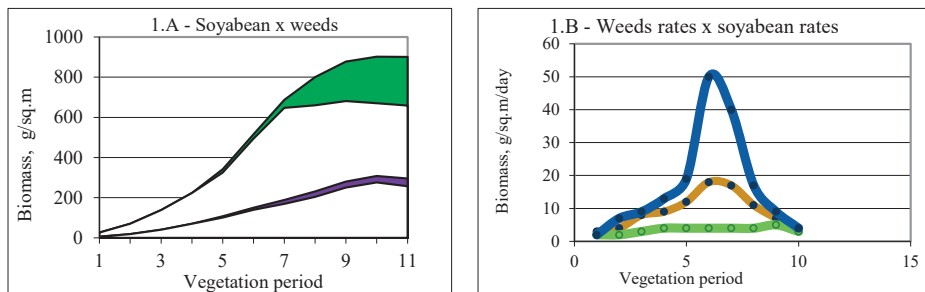 1.A - Soyabean x weeds
1000
800
600
400
200
0
Biomass, g/sq.m
1 3 5 7 9 11
Vegetation period
1.B - Weeds rates x soyabean rates
60
50
40
30
20
10
0
Biomass, g/sq.m/day
0 5 10 15
Vegetation period